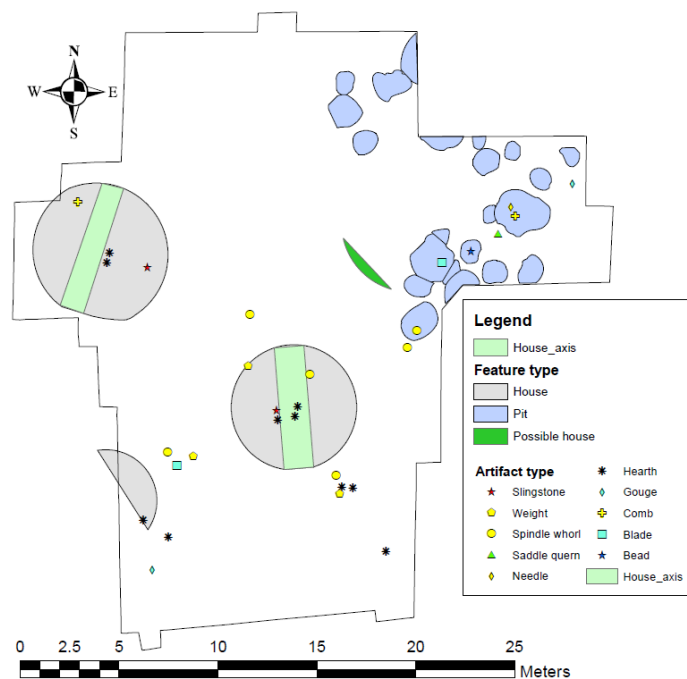 N
W E
S
Legend
House_axis
Feature type
House
Pit
Possible house
Artifact type
Slingstone
Weight
Spindle whorl
Saddle quern
Needle
Hearth
Gouge
Comb
Blade
Bead
House_axis
0 2.5 5 10 15 20 25
Meters